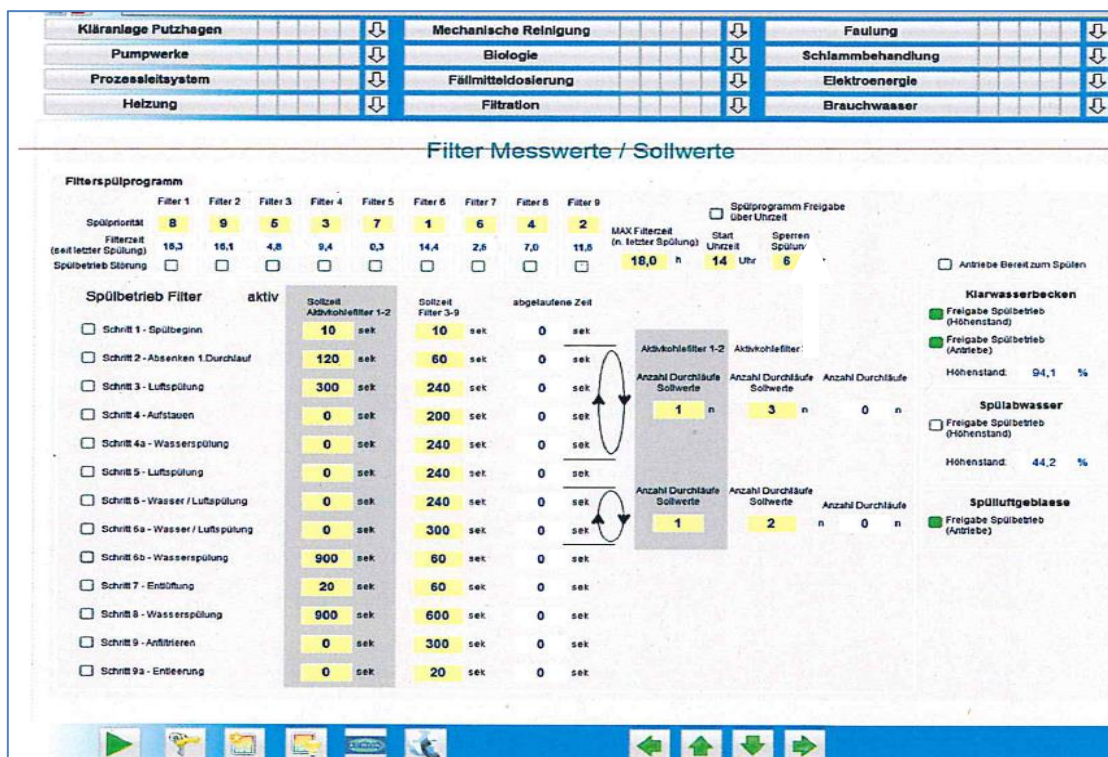 Kläranlage Putzhagen
Mechanische Reinigung
Faulung
Pumpwerke
Biologie
Schlammbehandlung
Prozessleitsystem
Fällmitteldosierung
Elektroenergie
Heizung
Filtration
Brauchwasser
Filter Messwerte / Sollwerte
Filterspülprogramm
Filter 1 Filter 2 Filter 3 Filter 4 Filter 5 Filter 6 Filter 7 Filter 8 Filter 9
Spülpriorität 8 9 5 3 7 1 6 4 2
Filterzeit
(seit letzter Spülung) 16,1 4,8 9,4 0,3 14,4 7,0
Spülbetrieb Störung
MAX Filterzeit
(n. letzter Spülung)
18,0 h
Spülprogramm Freigabe
über Uhrzeit
Start
Uhrzeit
14 Uhr
Sperren
6
Antriebe Bereit zum Spülen
Spülbetrieb Filter aktiv
Sollzeit
Aktivkohlefilter 1-2
Sollzeit
Filter 3-9
abgelaufene Zeit
Schritt 1 - Spülbeginn 10 sek 10 sek 0 sek
Schritt 2 - Absenken 1.Durchlauf 120 sek 60 sek 0 sek
Schritt 3 - Luftspülung 300 sek 240 sek 0 sek
Schritt 4 - Aufstauen 0 sek 200 sek 0 sek
Schritt 4a - Wasserspülung 0 sek 240 sek 0 sek
Schritt 5 - Luftspülung 0 sek 240 sek 0 sek
Schritt 6 - Wasser / Luftspülung 0 sek 240 sek 0 sek
Schritt 6a - Wasser / Luftspülung 0 sek 300 sek 0 sek
Schritt 6b - Wasserspülung 900 sek 60 sek 0 sek
Schritt 7 - Entlüftung 20 sek 60 sek 0 sek
Schritt 8 - Wasserspülung 900 sek 600 sek 0 sek
Schritt 9 - Anfiltrieren 0 sek 300 sek 0 sek
Schritt 9a - Entleerung 0 sek 20 sek 0 sek
Aktivkohlefilter 1-2 Aktivkohlefilter
Anzahl Durchläufe
Sollwerte
Anzahl Durchläufe
Sollwerte
Anzahl Durchläufe
1 n 3 n 0 n
Anzahl Durchläufe
Sollwerte
Anzahl Durchläufe
Sollwerte
Anzahl Durchläufe
1 2 n 0 n
Klarwasserbecken
Freigabe Spülbetrieb
(Höhenstand)
Freigabe Spülbetrieb
(Antriebe)
Höhenstand: 94,1 %
Spülabwasser
Freigabe Spülbetrieb
(Höhenstand)
Höhenstand: 44,2 %
Spülluftgeblaese
Freigabe Spülbetrieb
(Antriebe)